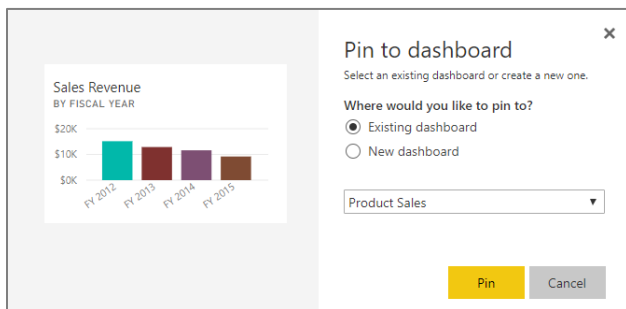 Sales Revenue
BY FISCAL YEAR
$20K
$10K
$0K
FY 2012
FY 2013
FY 2014
FY 2015
Pin to dashboard
Select an existing dashboard or create a new one.
Where would you like to pin to?
Existing dashboard
New dashboard
Product Sales
Pin
Cancel